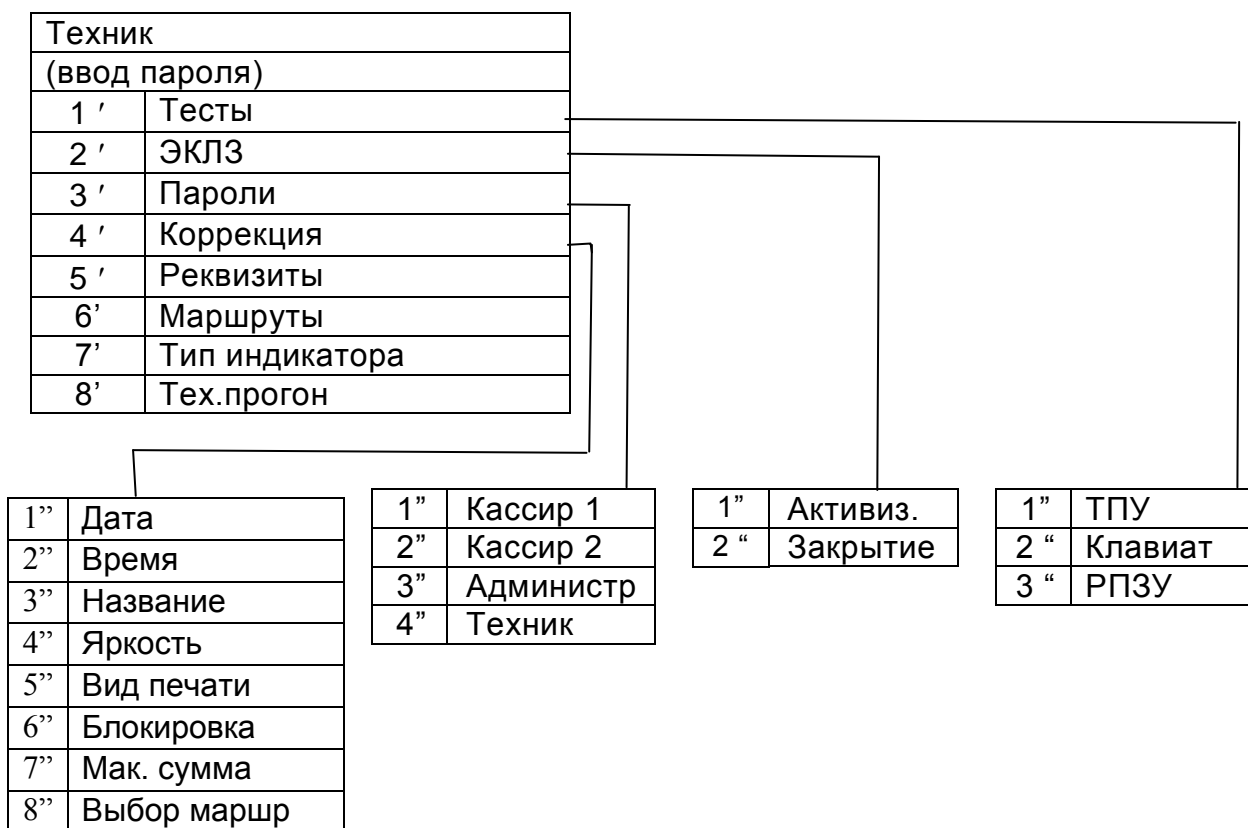 Техник
(ввод пароля)
1 ′ Тесты
2 ′ ЭКЛЗ
3 ′ Пароли
4 ′ Коррекция
5 ′ Реквизиты
6’ Маршруты
7’ Тип индикатора
8’ Тех.прогон
1” Дата
2” Время
3” Название
4” Яркость
5” Вид печати
6” Блокировка
7” Мак. сумма
8” Выбор маршр
1” Кассир 1
2” Кассир 2
3” Администр
4” Техник
1” Активиз.
2 “ Закрытие
1” ТПУ
2 “ Клавиат
3 “ РПЗУ